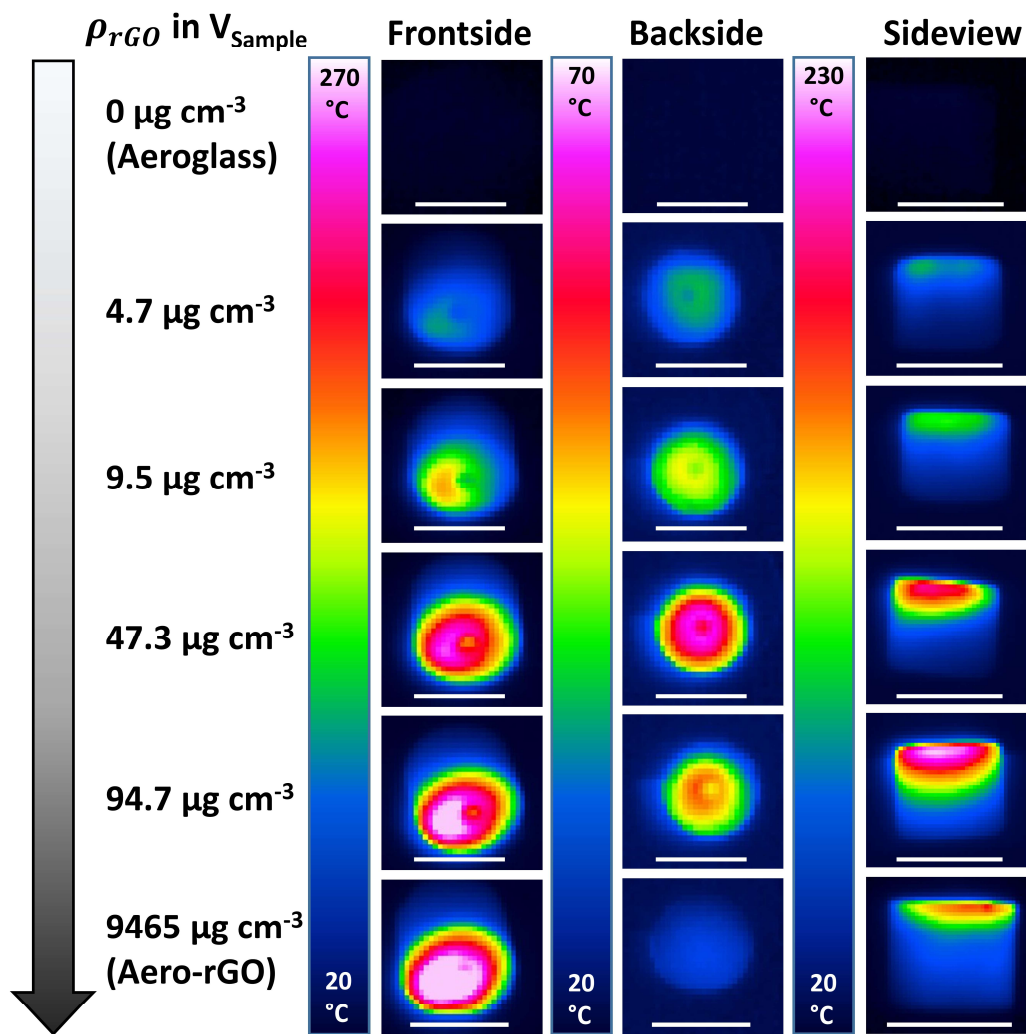 ρrGO in VSample
Frontside
Backside
Sideview
270
°C
70
°C
230
°C
0 µg cm-3
(Aeroglass)
4.7 µg cm-3
9.5 µg cm-3
47.3 µg cm-3
94.7 µg cm-3
9465 µg cm-3
(Aero-rGO)
20
°C
20
°C
20
°C